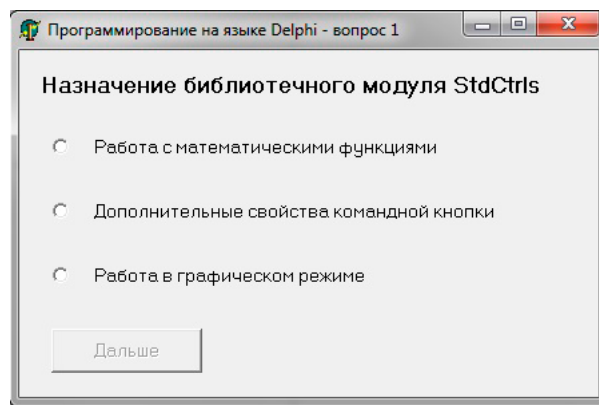 Программирование на языке Delphi - вопрос 1
Назначение библиотечного модуля StdCtrls
Работа с математическими функциями
Дополнительные свойства командной кнопки
Работа в графическом режиме
Дальше